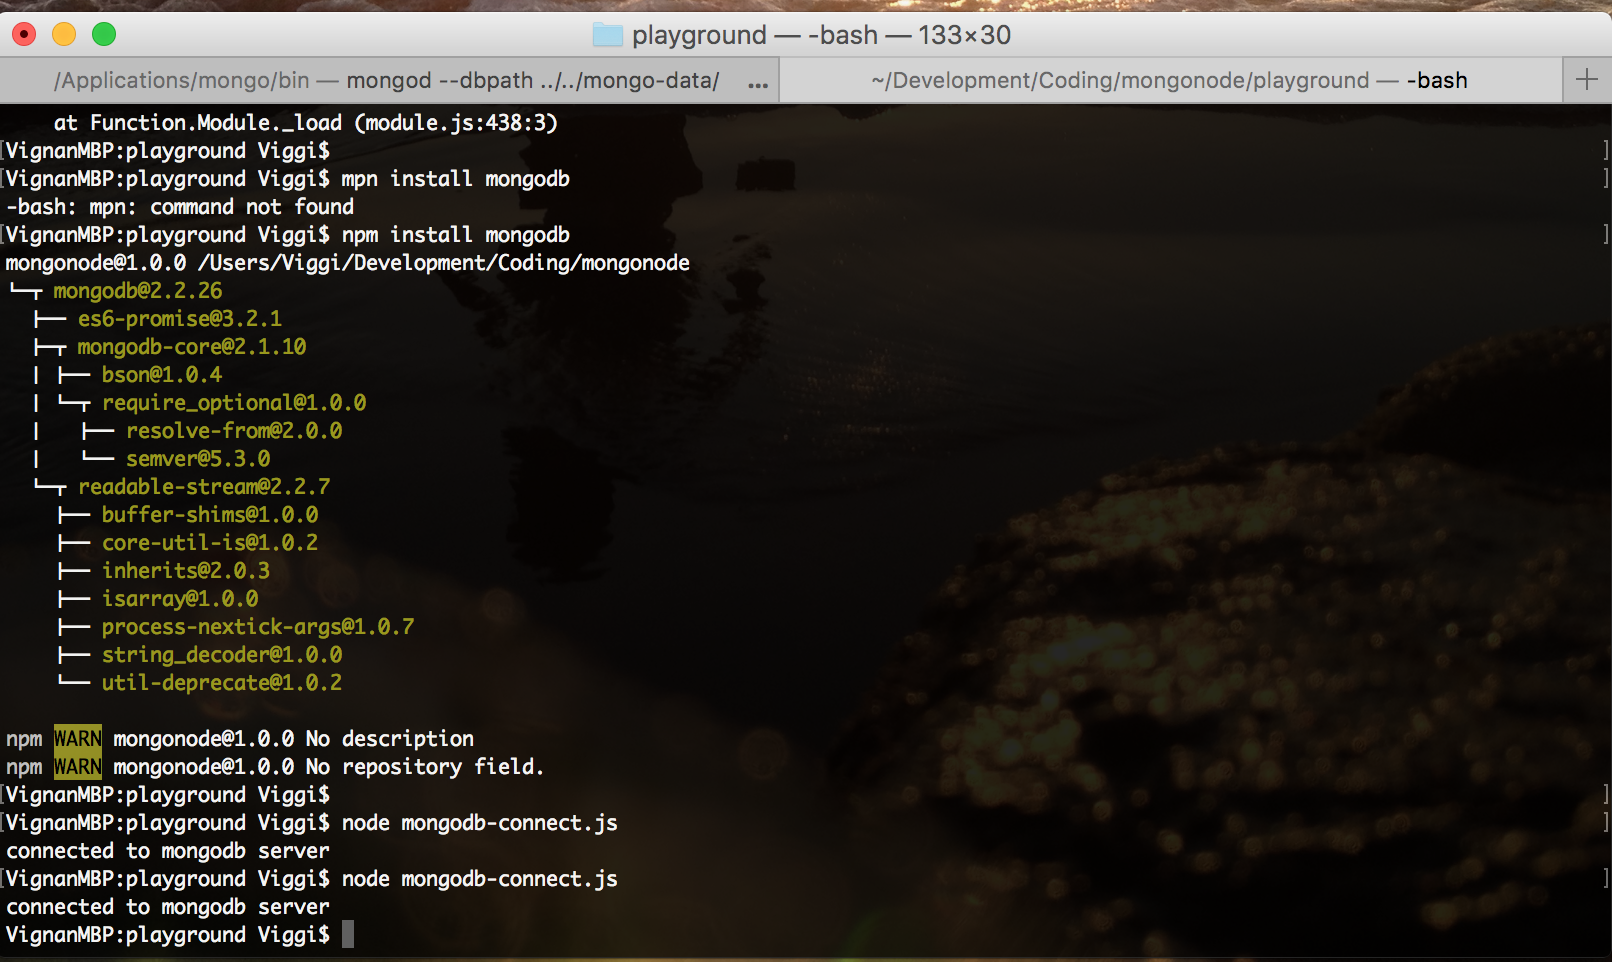 playground — -bash — 133×30
/Applications/mongo/bin — mongod --dbpath ../../mongo-data/ ...
~/Development/Coding/mongonode/playground — -bash
at Function.Module._load (module.js:438:3)
[VignanMBP:playground Viggi$ ]
[VignanMBP:playground Viggi$ mpn install mongodb ]
-bash: mpn: command not found
[VignanMBP:playground Viggi$ npm install mongodb ]
mongonode@1.0.0 /Users/Viggi/Development/Coding/mongonode
└─┬ mongodb@2.2.26
├── es6-promise@3.2.1
├─┬ mongodb-core@2.1.10
│ ├── bson@1.0.4
│ └─┬ require_optional@1.0.0
│   ├── resolve-from@2.0.0
│   └── semver@5.3.0
└─┬ readable-stream@2.2.7
├── buffer-shims@1.0.0
├── core-util-is@1.0.2
├── inherits@2.0.3
├── isarray@1.0.0
├── process-nextick-args@1.0.7
├── string_decoder@1.0.0
└── util-deprecate@1.0.2
npm WARN mongonode@1.0.0 No description
npm WARN mongonode@1.0.0 No repository field.
[VignanMBP:playground Viggi$ ]
[VignanMBP:playground Viggi$ node mongodb-connect.js ]
connected to mongodb server
[VignanMBP:playground Viggi$ node mongodb-connect.js ]
connected to mongodb server
VignanMBP:playground Viggi$